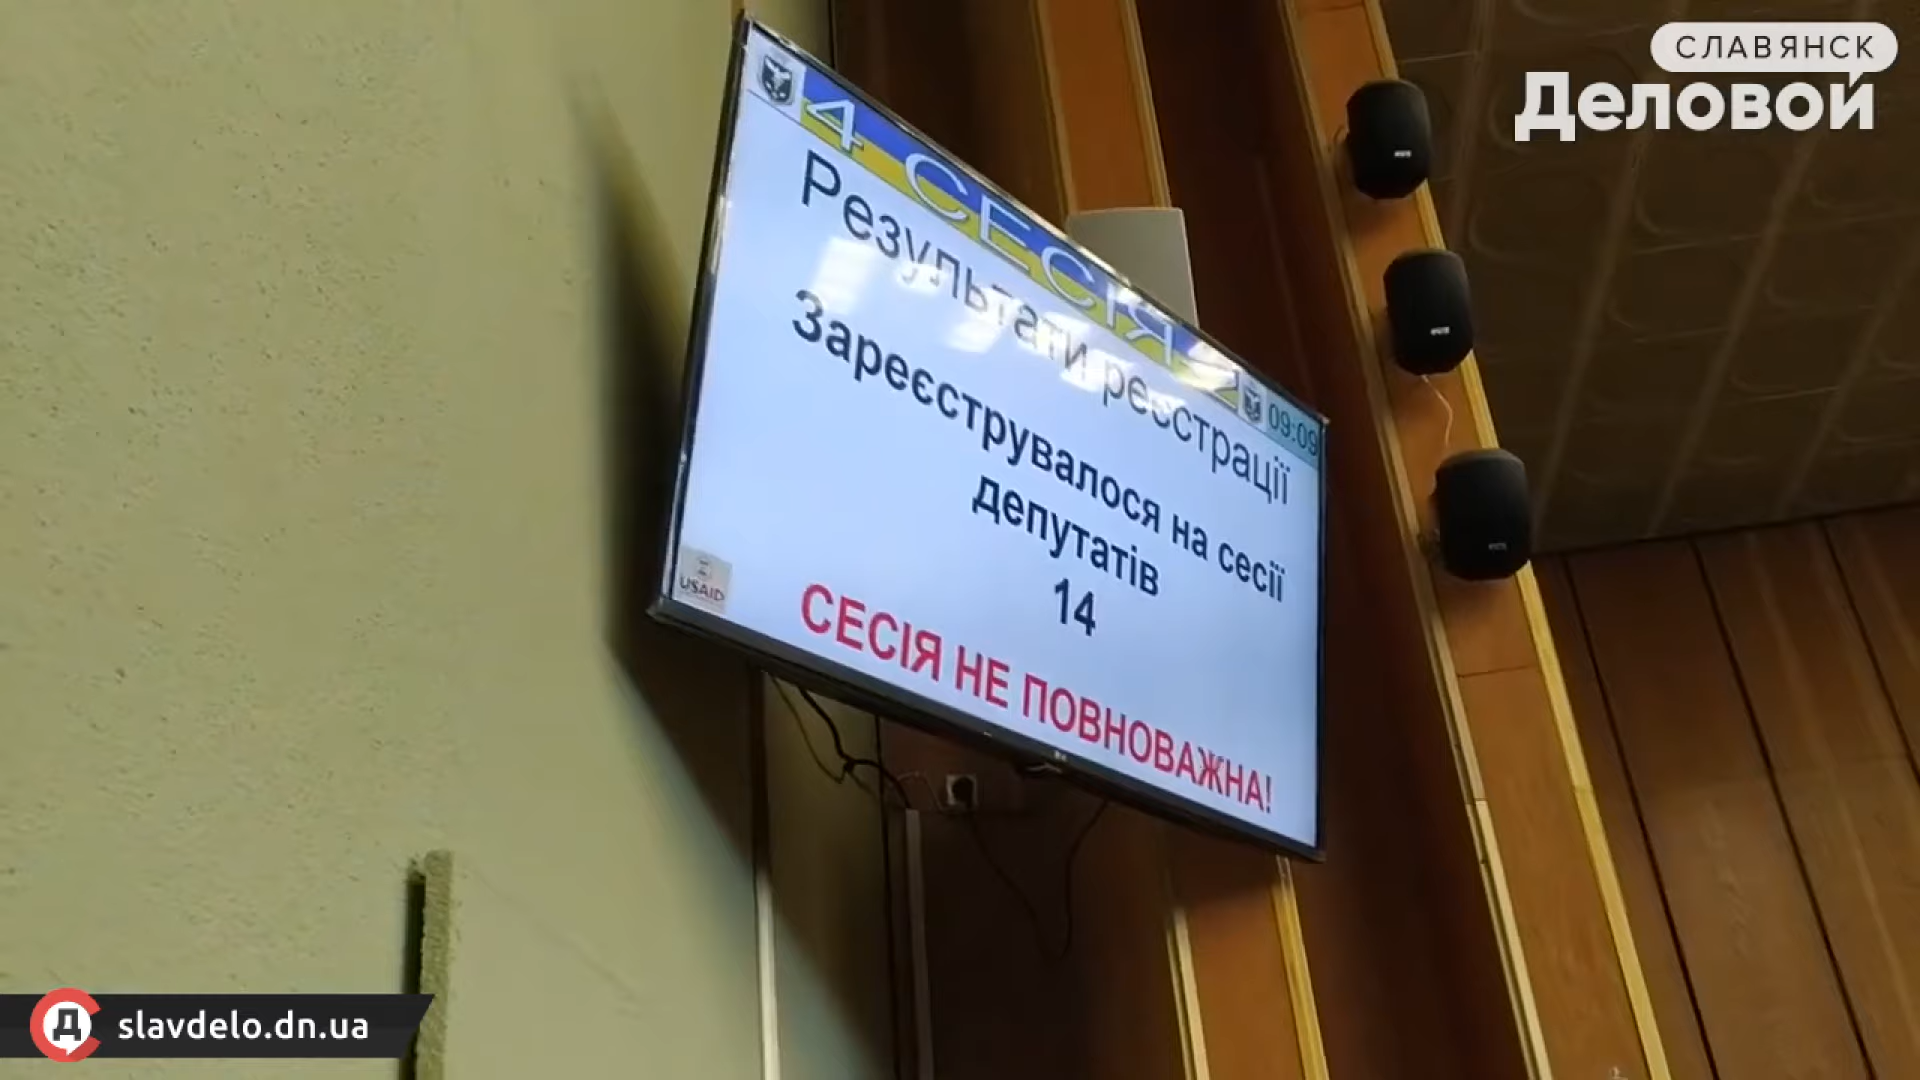 СЛАВЯНСК
Деловой
4 СЕСІЯ
09:09
Результати реєстрації
Зареєструвалося на сесії
депутатів
14
СЕСІЯ НЕ ПОВНОВАЖНА!
USAID
slavdelo.dn.ua